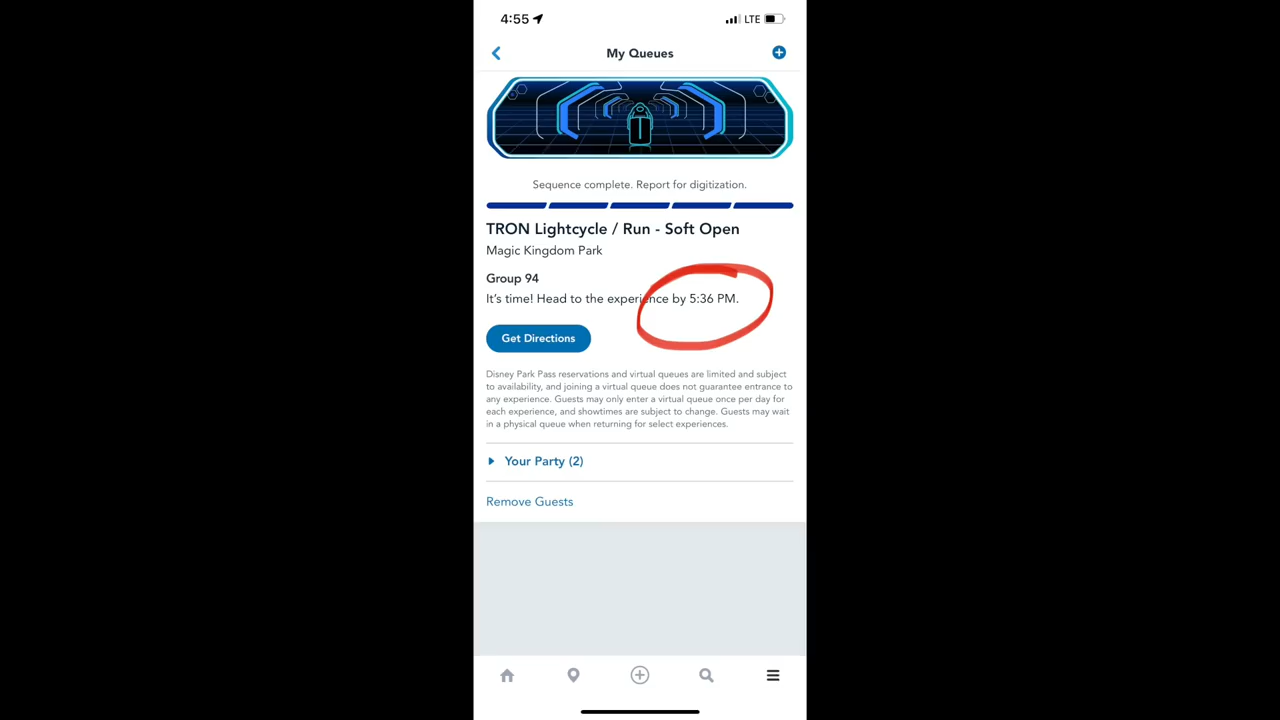 4:55 LTE
My Queues
Sequence complete. Report for digitization.
TRON Lightcycle / Run - Soft Open
Magic Kingdom Park
Group 94
It's time! Head to the experience by 5:36 PM.
Get Directions
Disney Park Pass reservations and virtual queues are limited and subject
to availability, and joining a virtual queue does not guarantee entrance to
any experience. Guests may only enter a virtual queue once per day for
each experience, and showtimes are subject to change. Guests may wait
in a physical queue when returning for select experiences.
Your Party (2)
Remove Guests